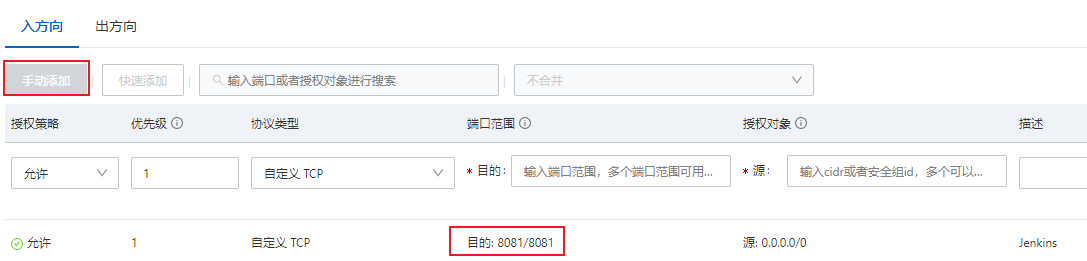 入方向 出方向
手动添加 快速添加 输入端口或者授权对象进行搜索 不合并
授权策略 优先级 协议类型 端口范围 授权对象 描述
允许 1 自定义 TCP * 目的: 输入端口范围，多个端口范围可用... * 源: 输入cidr或者安全组id，多个可以...
允许 1 自定义 TCP 目的: 8081/8081 源: 0.0.0.0/0 Jenkins